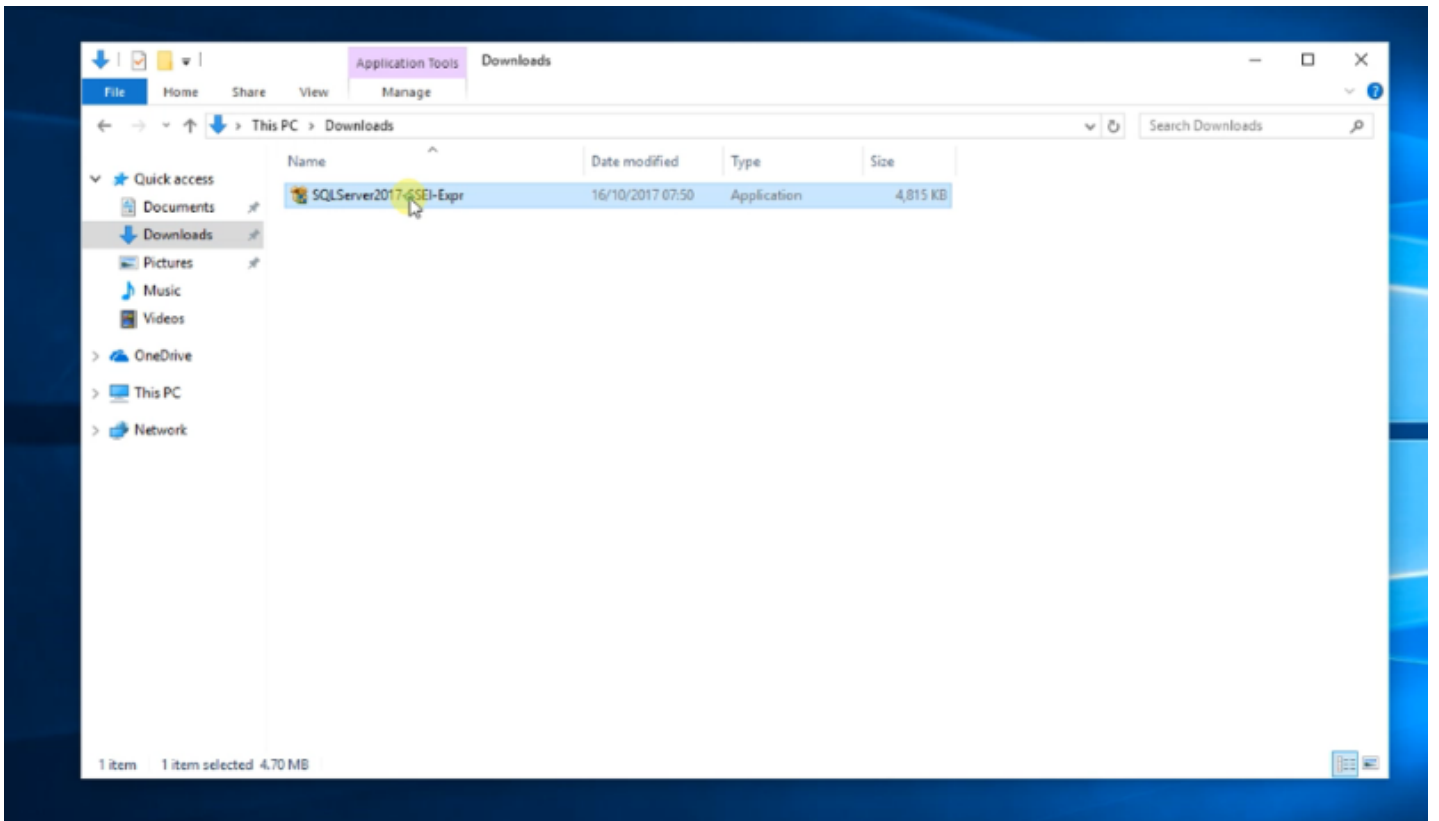 Application Tools Downloads
File Home Share View Manage
This PC > Downloads Search Downloads
Name Date modified Type Size
Quick access
SQLServer2017-SSEI-Expr 16/10/2017 07:50 Application 4,815 KB
Documents
Downloads
Pictures
Music
Videos
OneDrive
This PC
Network
1 item 1 item selected 4.70 MB